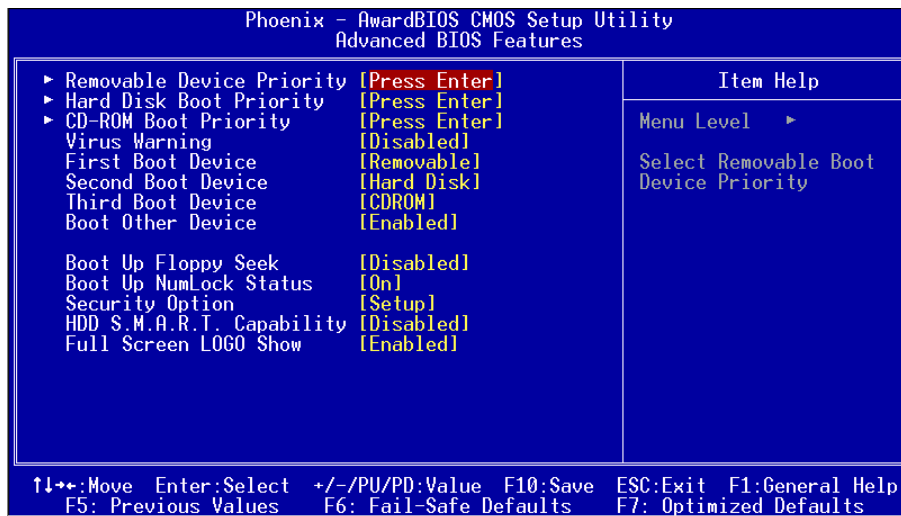 Phoenix - AwardBIOS CMOS Setup Utility
Advanced BIOS Features
► Removable Device Priority [Press Enter]
► Hard Disk Boot Priority [Press Enter]
► CD-ROM Boot Priority [Press Enter]
Virus Warning [Disabled]
First Boot Device [Removable]
Second Boot Device [Hard Disk]
Third Boot Device [CDROM]
Boot Other Device [Enabled]
Boot Up Floppy Seek [Disabled]
Boot Up NumLock Status [On]
Security Option [Setup]
HDD S.M.A.R.T. Capability [Disabled]
Full Screen LOGO Show [Enabled]
Item Help
Menu Level ►
Select Removable Boot
Device Priority
↑↓→←:Move Enter:Select +/-/PU/PD:Value F10:Save ESC:Exit F1:General Help
F5: Previous Values F6: Fail-Safe Defaults F7: Optimized Defaults